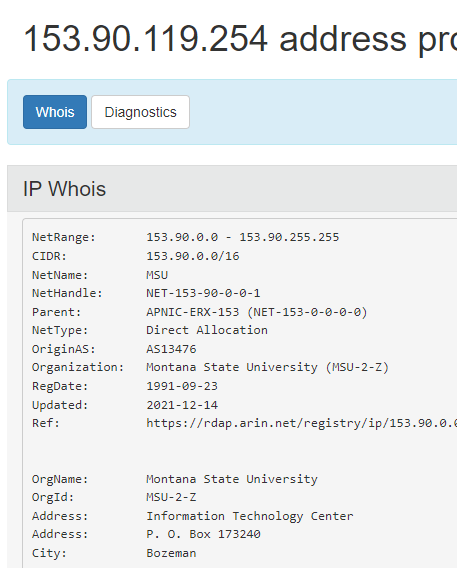 153.90.119.254 address pro
Whois Diagnostics
IP Whois
NetRange: 153.90.0.0 - 153.90.255.255
CIDR: 153.90.0.0/16
NetName: MSU
NetHandle: NET-153-90-0-0-1
Parent: APNIC-ERX-153 (NET-153-0-0-0-0)
NetType: Direct Allocation
OriginAS: AS13476
Organization: Montana State University (MSU-2-Z)
RegDate: 1991-09-23
Updated: 2021-12-14
Ref: https://rdap.arin.net/registry/ip/153.90.0.0
OrgName: Montana State University
OrgId: MSU-2-Z
Address: Information Technology Center
Address: P. O. Box 173240
City: Bozeman